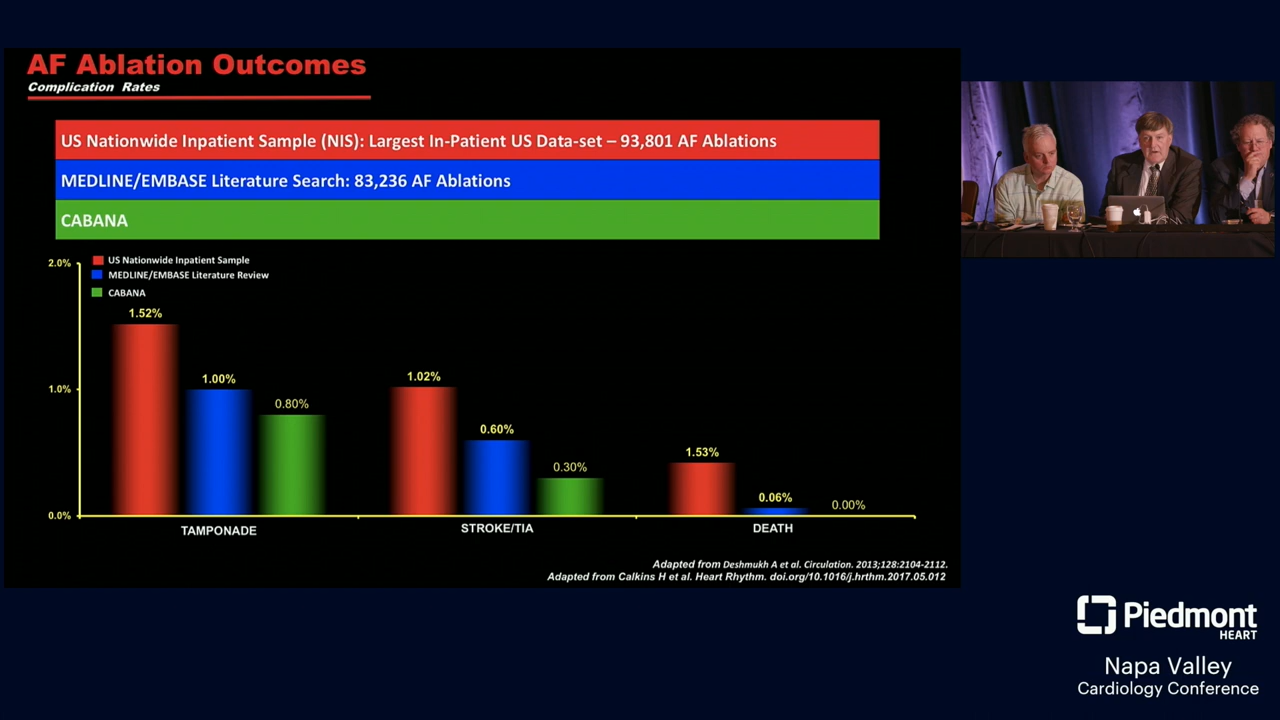 AF Ablation Outcomes
Complication Rates
US Nationwide Inpatient Sample (NIS): Largest In-Patient US Data-set – 93,801 AF Ablations
MEDLINE/EMBASE Literature Search: 83,236 AF Ablations
CABANA
2.0%
US Nationwide Inpatient Sample
MEDLINE/EMBASE Literature Review
CABANA
1.52%
1.00%
0.80%
1.02%
0.60%
0.30%
1.53%
0.06%
0.00%
1.0%
0.0%
TAMPONADE
STROKE/TIA
DEATH
Adapted from Deshmukh A et al. Circulation. 2013;128:2104-2112.
Adapted from Calkins H et al. Heart Rhythm. doi.org/10.1016/j.hrthm.2017.05.012
Piedmont
HEART
Napa Valley
Cardiology Conference